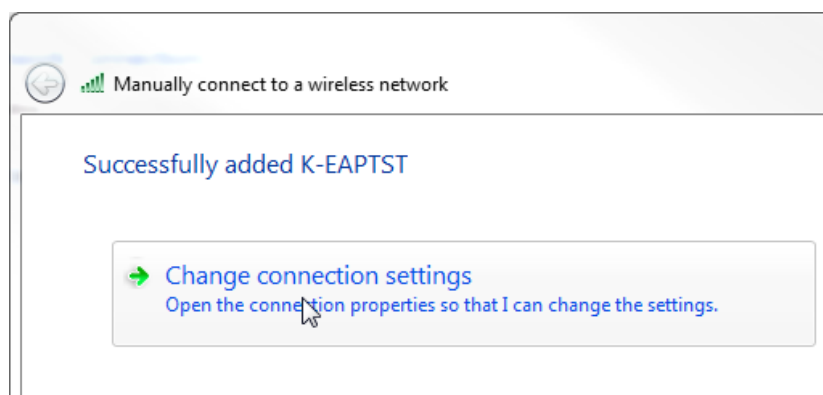 Manually connect to a wireless network
Successfully added K-EAPTST
Change connection settings
Open the connection properties so that I can change the settings.